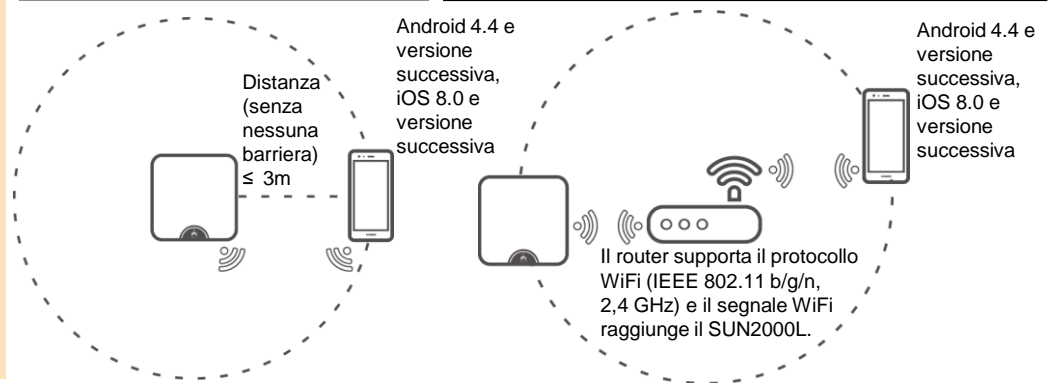 Android 4.4 e
versione
successiva,
iOS 8.0 e
versione
successiva
Distanza
(senza
nessuna
barriera)
≤ 3m
Android 4.4 e
versione
successiva,
iOS 8.0 e
versione
successiva
Il router supporta il protocollo
WiFi (IEEE 802.11 b/g/n,
2,4 GHz) e il segnale WiFi
raggiunge il SUN2000L.